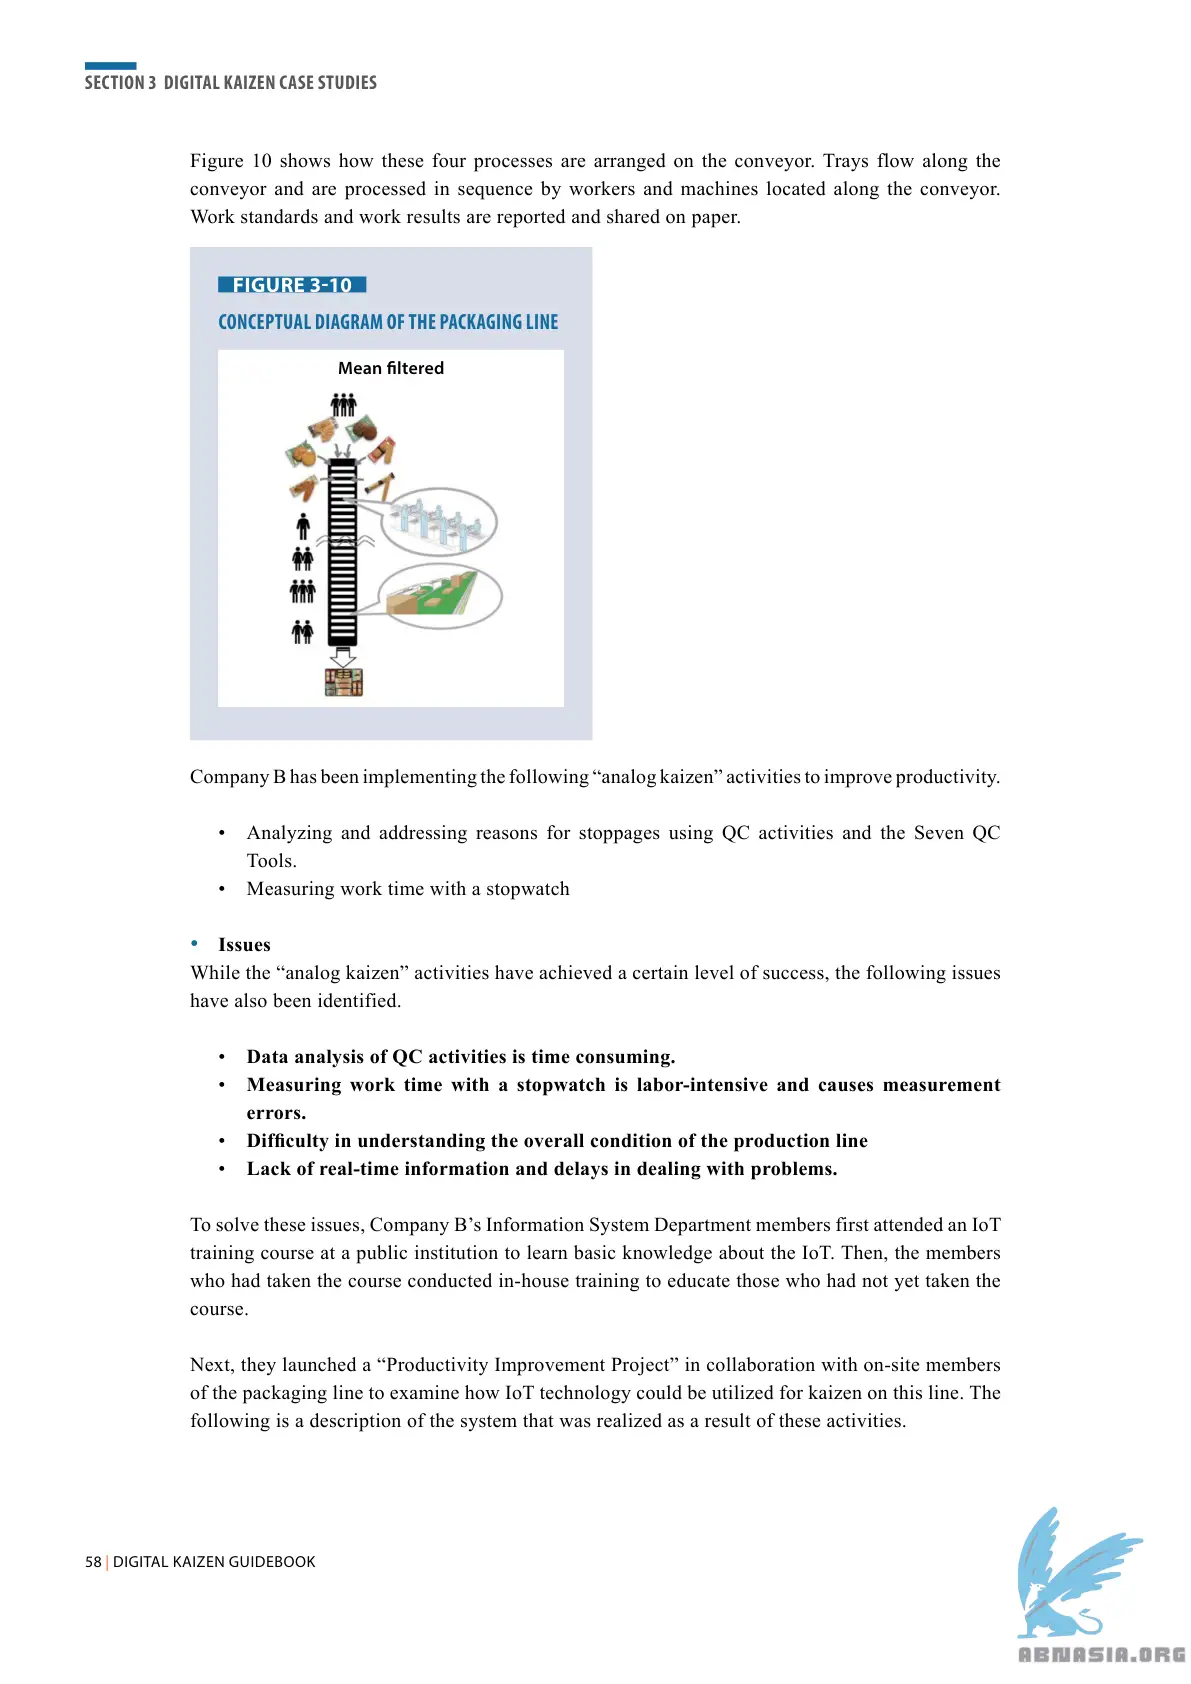 SECTION 3 DIGITAL KAIZEN CASE STUDIES
Figure 10 shows how these four processes are arranged on the conveyor. Trays flow along the
conveyor and are processed in sequence by workers and machines located along the conveyor.
Work standards and work results are reported and shared on paper.
FIGURE 3-10
CONCEPTUAL DIAGRAM OF THE PACKAGING LINE
Mean filtered
Company B has been implementing the following “analog kaizen” activities to improve productivity.
• Analyzing and addressing reasons for stoppages using QC activities and the Seven QC
Tools.
• Measuring work time with a stopwatch
• Issues
While the “analog kaizen” activities have achieved a certain level of success, the following issues
have also been identified.
• Data analysis of QC activities is time consuming.
• Measuring work time with a stopwatch is labor-intensive and causes measurement
errors.
• Difficulty in understanding the overall condition of the production line
• Lack of real-time information and delays in dealing with problems.
To solve these issues, Company B’s Information System Department members first attended an IoT
training course at a public institution to learn basic knowledge about the IoT. Then, the members
who had taken the course conducted in-house training to educate those who had not yet taken the
course.
Next, they launched a “Productivity Improvement Project” in collaboration with on-site members
of the packaging line to examine how IoT technology could be utilized for kaizen on this line. The
following is a description of the system that was realized as a result of these activities.
58 | DIGITAL KAIZEN GUIDEBOOK
ABNASIA.ORG